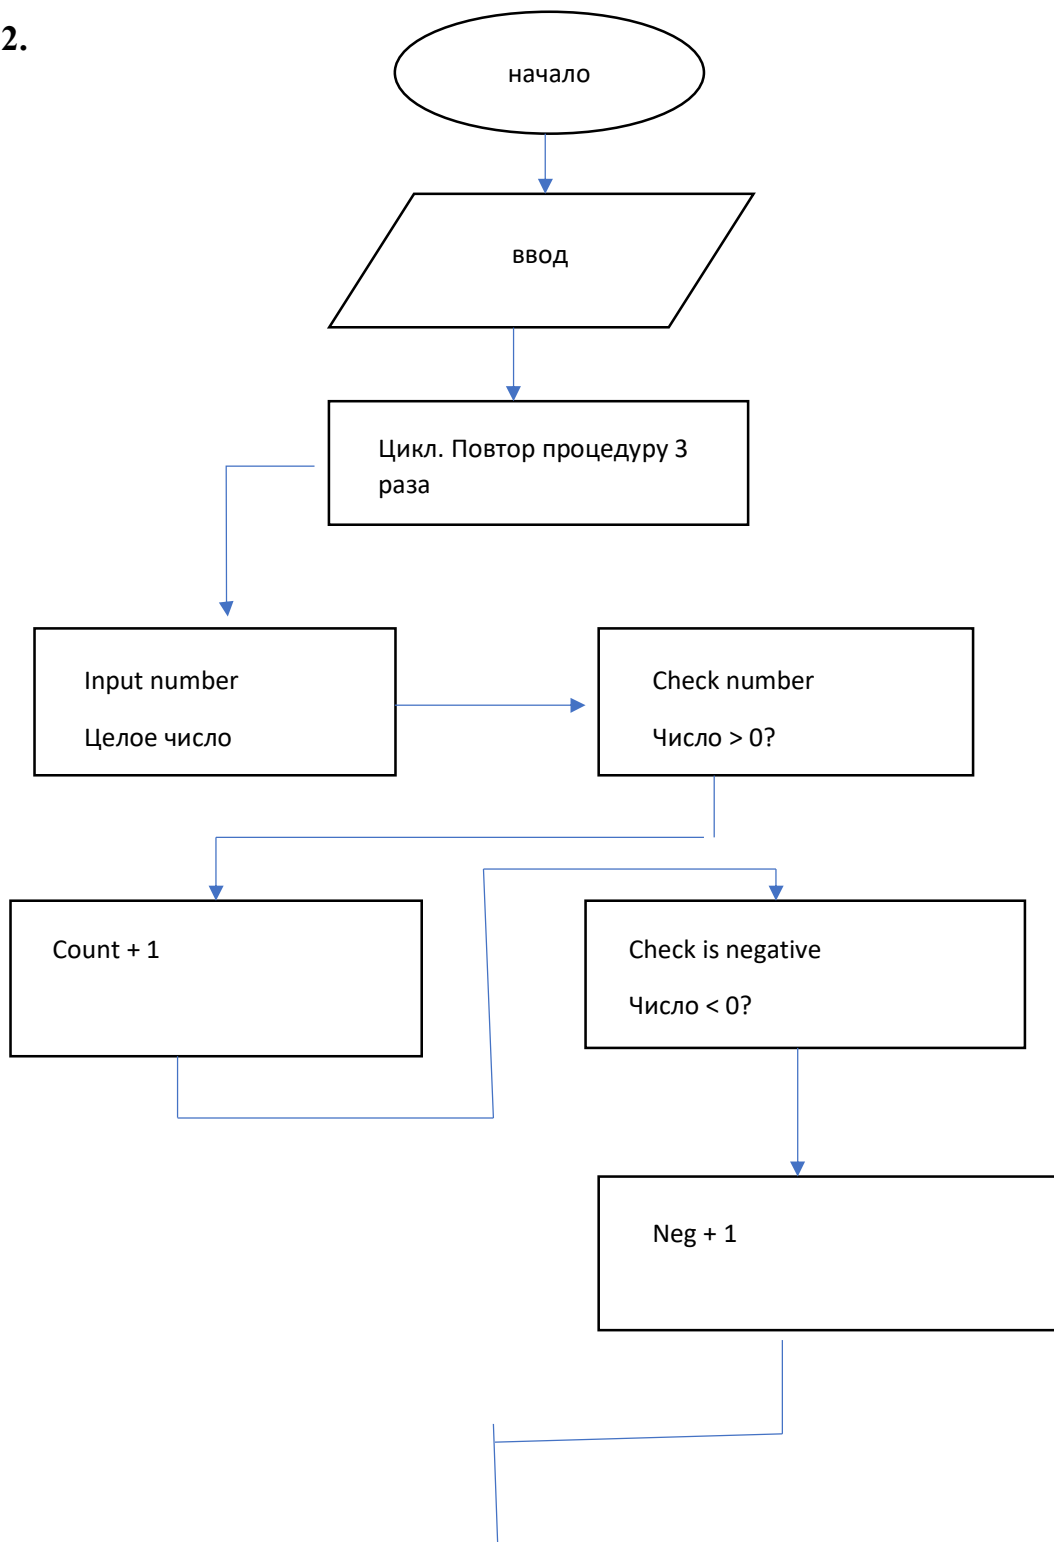 2.
начало
ввод
Цикл. Повтор процедуру 3
раза
Input number
Целое число
Check number
Число > 0?
Count + 1
Check is negative
Число < 0?
Neg + 1